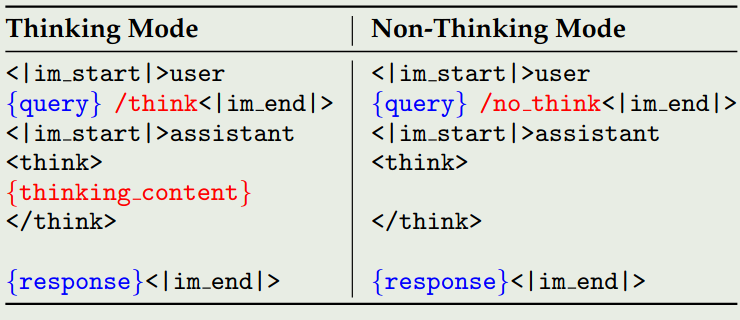 Thinking Mode
Non-Thinking Mode
<|im_start|>user
{query} /think<|im_end|>
<|im_start|>assistant
<think>
{thinking_content}
</think>
{response}<|im_end|>
<|im_start|>user
{query} /no_think<|im_end|>
<|im_start|>assistant
<think>
</think>
{response}<|im_end|>